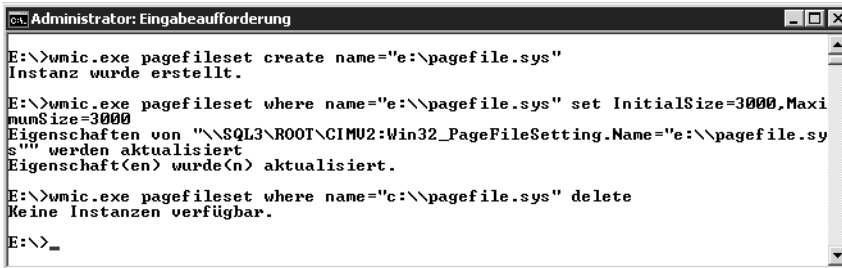 Administrator: Eingabeaufforderung
E:\>wmic.exe pagefileset create name="e:\pagefile.sys"
Instanz wurde erstellt.
E:\>wmic.exe pagefileset where name="e:\\pagefile.sys" set InitialSize=3000,Maxi
mumSize=3000
Eigenschaften von "\\SQL3\ROOT\CIMV2:Win32_PageFileSetting.Name="e:\\pagefile.sy
s"" werden aktualisiert
Eigenschaft(en) wurde(n) aktualisiert.
E:\>wmic.exe pagefileset where name="c:\\pagefile.sys" delete
Keine Instanzen verfügbar.
E:\>_